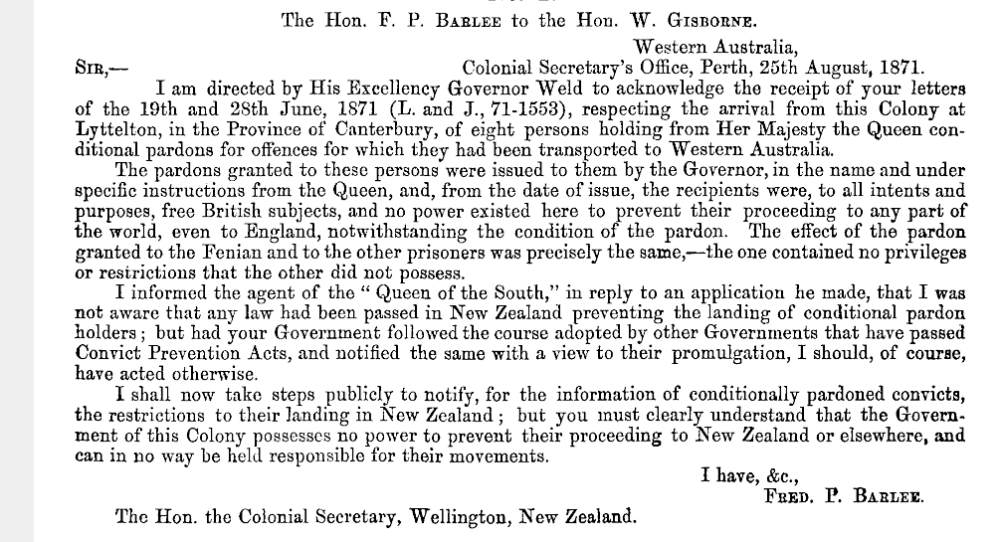 The Hon. F. P. BARLEE to the Hon. W. GISBORNE.
Western Australia,
SIR,— Colonial Secretary's Office, Perth, 25th August, 1871.
I am directed by His Excellency Governor Weld to acknowledge the receipt of your letters
of the 19th and 28th June, 1871 (L. and J., 71-1553), respecting the arrival from this Colony at
Lyttelton, in the Province of Canterbury, of eight persons holding from Her Majesty the Queen con-
ditional pardons for offences for which they had been transported to Western Australia.
The pardons granted to these persons were issued to them by the Governor, in the name and under
specific instructions from the Queen, and, from the date of issue, the recipients were, to all intents and
purposes, free British subjects, and no power existed here to prevent their proceeding to any part of
the world, even to England, notwithstanding the condition of the pardon. The effect of the pardon
granted to the Fenian and to the other prisoners was precisely the same,—the one contained no privileges
or restrictions that the other did not possess.
I informed the agent of the “ Queen of the South,” in reply to an application he made, that I was
not aware that any law had been passed in New Zealand preventing the landing of conditional pardon
holders ; but had your Government followed the course adopted by other Governments that have passed
Convict Prevention Acts, and notified the same with a view to their promulgation, I should, of course,
have acted otherwise.
I shall now take steps publicly to notify, for the information of conditionally pardoned convicts,
the restrictions to their landing in New Zealand ; but you must clearly understand that the Govern-
ment of this Colony possesses no power to prevent their proceeding to New Zealand or elsewhere, and
can in no way be held responsible for their movements.
I have, &c.,
FRED. P. BARLEE.
The Hon. the Colonial Secretary, Wellington, New Zealand.